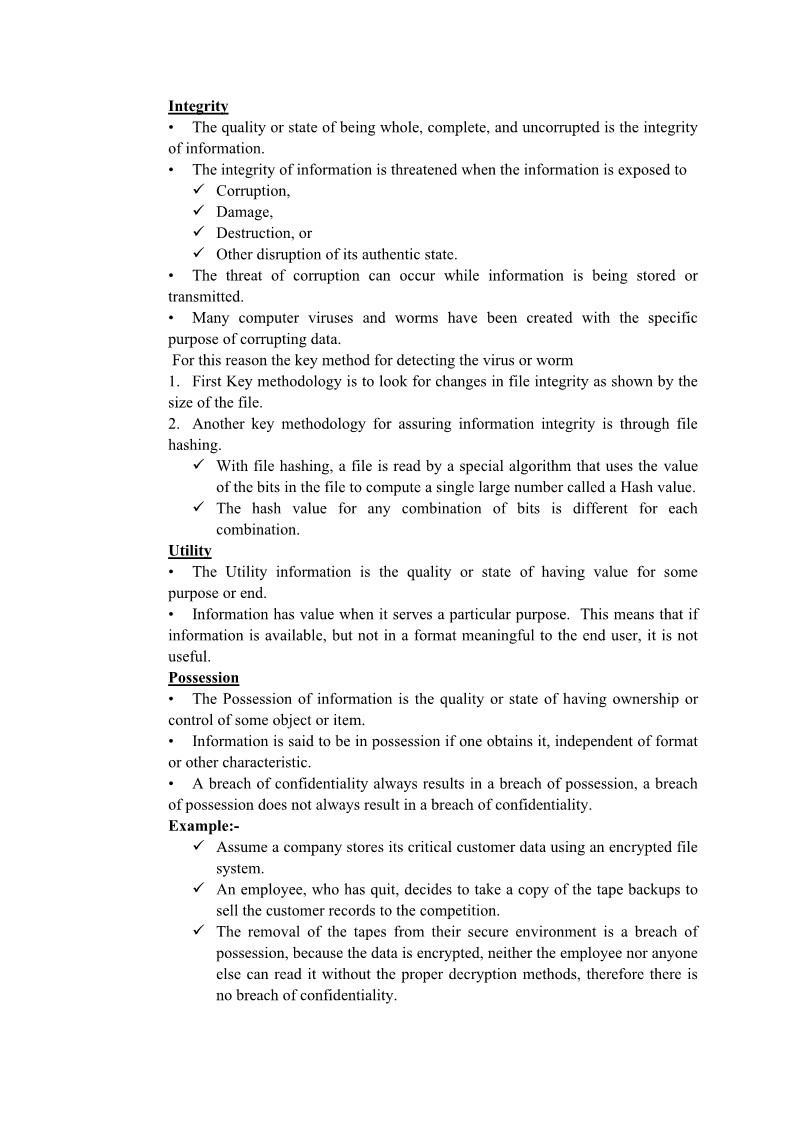 Integrity
• The quality or state of being whole, complete, and uncorrupted is the integrity
of information.
• The integrity of information is threatened when the information is exposed to
✓ Corruption,
✓ Damage,
✓ Destruction, or
✓ Other disruption of its authentic state.
• The threat of corruption can occur while information is being stored or
transmitted.
• Many computer viruses and worms have been created with the specific
purpose of corrupting data.
For this reason the key method for detecting the virus or worm
1. First Key methodology is to look for changes in file integrity as shown by the
size of the file.
2. Another key methodology for assuring information integrity is through file
hashing.
✓ With file hashing, a file is read by a special algorithm that uses the value
of the bits in the file to compute a single large number called a Hash value.
✓ The hash value for any combination of bits is different for each
combination.
Utility
• The Utility information is the quality or state of having value for some
purpose or end.
• Information has value when it serves a particular purpose. This means that if
information is available, but not in a format meaningful to the end user, it is not
useful.
Possession
• The Possession of information is the quality or state of having ownership or
control of some object or item.
• Information is said to be in possession if one obtains it, independent of format
or other characteristic.
• A breach of confidentiality always results in a breach of possession, a breach
of possession does not always result in a breach of confidentiality.
Example:-
✓ Assume a company stores its critical customer data using an encrypted file
system.
✓ An employee, who has quit, decides to take a copy of the tape backups to
sell the customer records to the competition.
✓ The removal of the tapes from their secure environment is a breach of
possession, because the data is encrypted, neither the employee nor anyone
else can read it without the proper decryption methods, therefore there is
no breach of confidentiality.